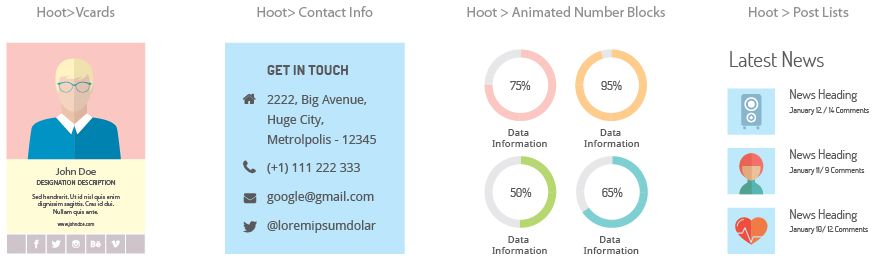 Hoot>Vcards
John Doe
DESIGNATION DESCRIPTION
Sed hendrerit. Ut id nisl quis enim
dignissim sagittis. Cras id dui.
Nullam quis ante.
www.johndoe.com
f
Bē
v
Hoot> Contact Info
GET IN TOUCH
2222, Big Avenue,
Huge City,
Metrolpolis - 12345
(+1) 111 222 333
google@gmail.com
@loremipsumdolar
Hoot > Animated Number Blocks
75%
Data
Information
95%
Data
Information
50%
Data
Information
65%
Data
Information
Hoot > Post Lists
Latest News
News Heading
January 12 / 14 Comments
News Heading
January 11/ 9 Comments
News Heading
January 10/ 12 Comments